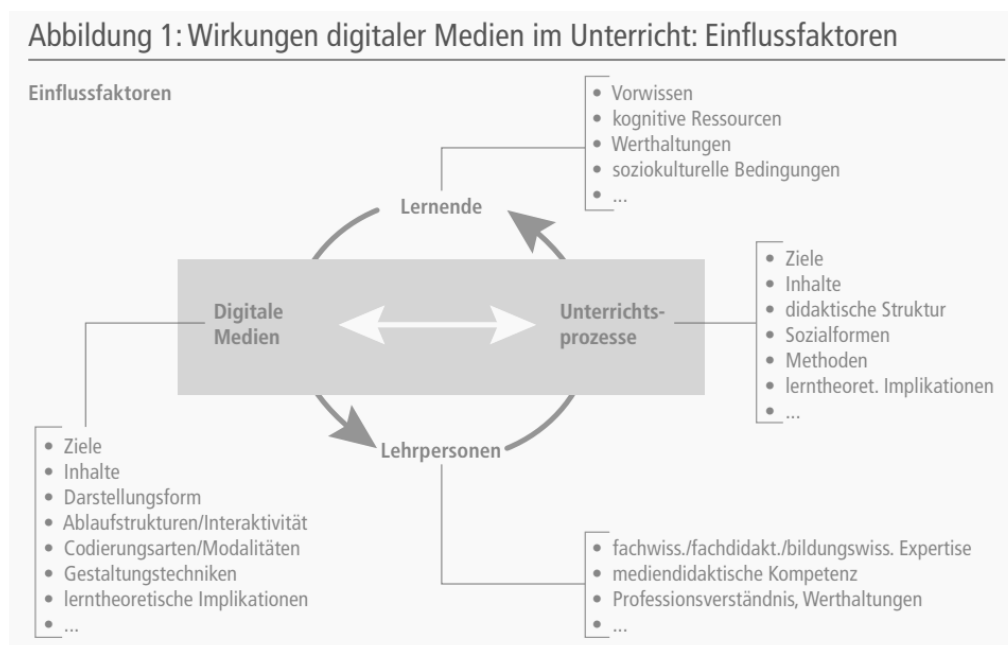 Abbildung 1: Wirkungen digitaler Medien im Unterricht: Einflussfaktoren
Einflussfaktoren
• Vorwissen
• kognitive Ressourcen
• Werthaltungen
• soziokulturelle Bedingungen
• ...
Lernende
Digitale
Medien
Unterrichts-
prozesse
• Ziele
• Inhalte
• didaktische Struktur
• Sozialformen
• Methoden
• lerntheoret. Implikationen
• ...
Lehrpersonen
• Ziele
• Inhalte
• Darstellungsform
• Ablaufstrukturen/Interaktivität
• Codierungsarten/Modalitäten
• Gestaltungstechniken
• lerntheoretische Implikationen
• ...
• fachwiss./fachdidakt./bildungswiss. Expertise
• mediendidaktische Kompetenz
• Professionsverständnis, Werthaltungen
• ...